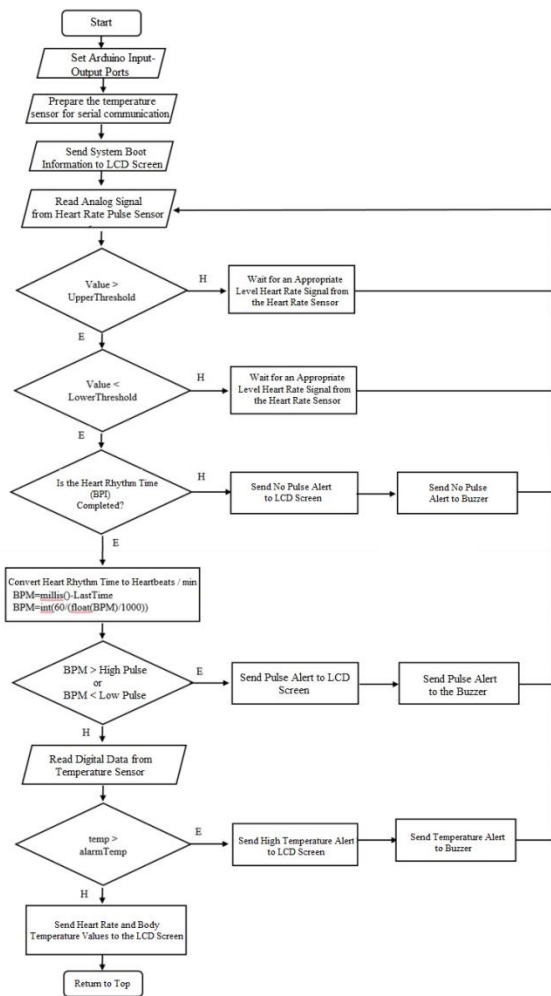 Start
Set Arduino Input-
Output Ports
Prepare the temperature
sensor for serial communication
Send System Boot
Information to LCD Screen
Read Analog Signal
from Heart Rate Pulse Sensor
Value >
UpperThreshold
H
Wait for an Appropriate
Level Heart Rate Signal from
the Heart Rate Sensor
E
Value <
LowerThreshold
H
Wait for an Appropriate
Level Heart Rate Signal from
the Heart Rate Sensor
E
Is the Heart Rhythm Time
(BPI)
Completed?
H
Send No Pulse Alert
to LCD Screen
Send No Pulse
Alert to Buzzer
E
Convert Heart Rhythm Time to Heartbeats / min
BPM=millis()-LastTime
BPM=int(60/(float(BPM)/1000))
BPM > High Pulse
or
BPM < Low Pulse
E
Send Pulse Alert to LCD
Screen
Send Pulse Alert
to the Buzzer
H
Read Digital Data from
Temperature Sensor
temp >
alarmTemp
E
Send High Temperature Alert
to LCD Screen
Send Temperature Alert
to Buzzer
H
Send Heart Rate and Body
Temperature Values to the LCD Screen
Return to Top